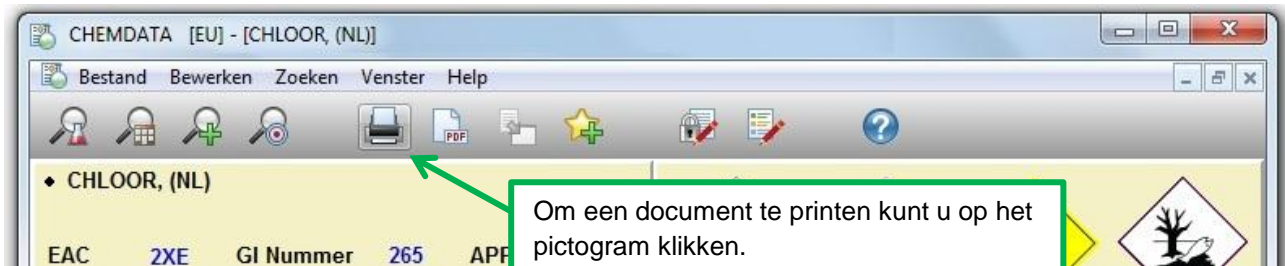 CHEMDATA [EU] - [CHLOOR, (NL)]
Bestand Bewerken Zoeken Venster Help
PDF
CHLOOR, (NL)
Om een document te printen kunt u op het
pictogram klikken.
EAC 2XE GI Nummer 265